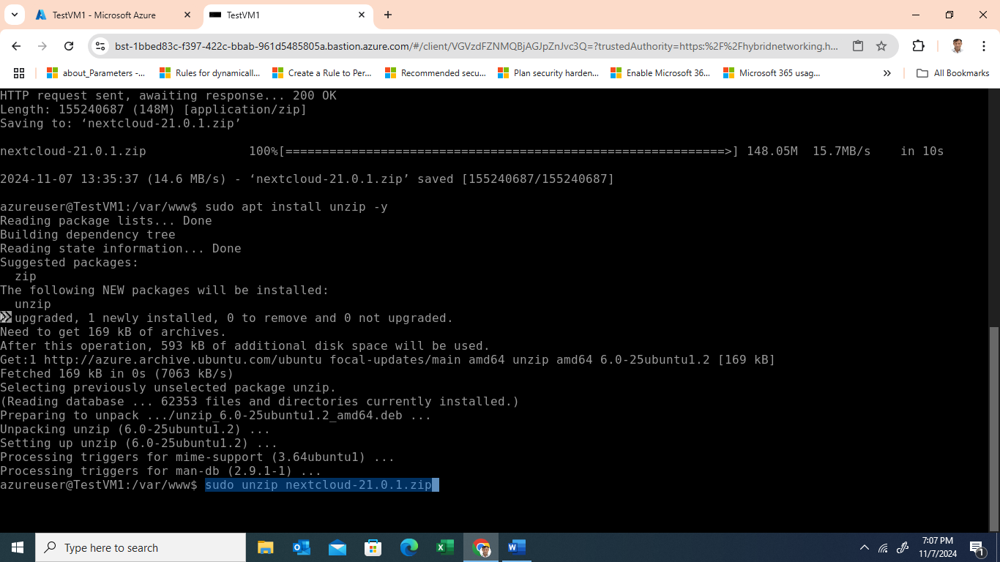 TestVM1 - Microsoft Azure
TestVM1
bst-1bbed83c-f397-422c-bbab-961d5485805a.bastion.azure.com/#/client/VGVzdFZNMQBjAGJpZnJvc3Q=?trustedAuthority=https:%2F%2Fhybridnetworking.h...
about_Parameters -...
Rules for dynamicall...
Create a Rule to Per...
Recommended secu...
Plan security harden...
Enable Microsoft 36...
Microsoft 365 usag...
All Bookmarks
HTTP request sent, awaiting response... 200 OK
Length: 155240687 (148M) [application/zip]
Saving to: ‘nextcloud-21.0.1.zip’
nextcloud-21.0.1.zip 100%[============================================================>] 148.05M 15.7MB/s in 10s
2024-11-07 13:35:37 (14.6 MB/s) - ‘nextcloud-21.0.1.zip’ saved [155240687/155240687]
azureuser@TestVM1:/var/www$ sudo apt install unzip -y
Reading package lists... Done
Building dependency tree
Reading state information... Done
Suggested packages:
zip
The following NEW packages will be installed:
unzip
upgraded, 1 newly installed, 0 to remove and 0 not upgraded.
Need to get 169 kB of archives.
After this operation, 593 kB of additional disk space will be used.
Get:1 http://azure.archive.ubuntu.com/ubuntu focal-updates/main amd64 unzip amd64 6.0-25ubuntu1.2 [169 kB]
Fetched 169 kB in 0s (7063 kB/s)
Selecting previously unselected package unzip.
(Reading database ... 62353 files and directories currently installed.)
Preparing to unpack .../unzip_6.0-25ubuntu1.2_amd64.deb ...
Unpacking unzip (6.0-25ubuntu1.2) ...
Setting up unzip (6.0-25ubuntu1.2) ...
Processing triggers for mime-support (3.64ubuntu1) ...
Processing triggers for man-db (2.9.1-1) ...
azureuser@TestVM1:/var/www$ sudo unzip nextcloud-21.0.1.zip
Type here to search
7:07 PM
11/7/2024
1